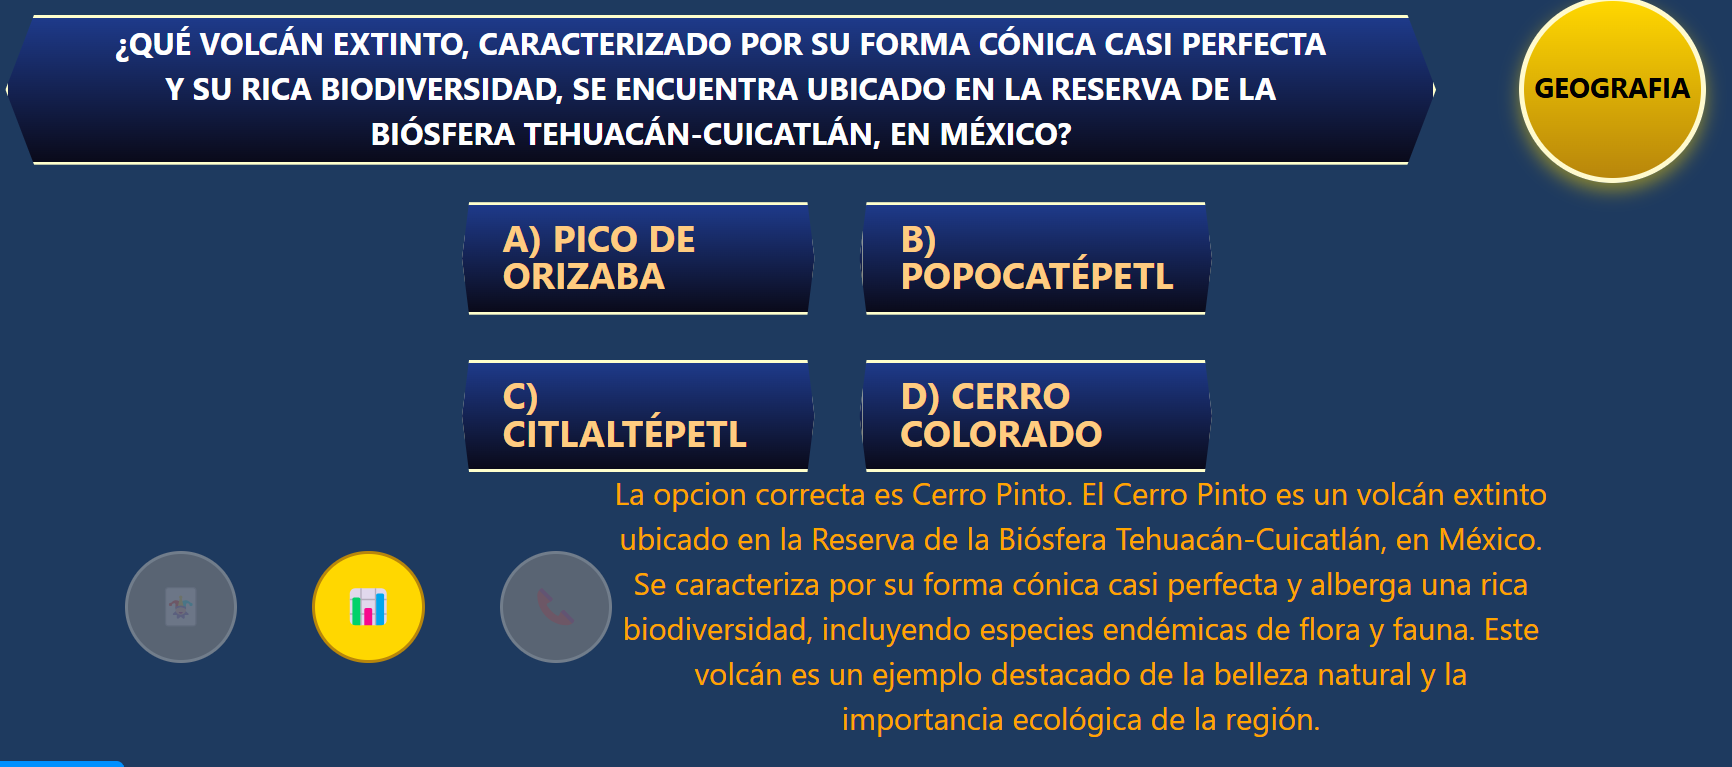 ¿QUÉ VOLCÁN EXTINTO, CARACTERIZADO POR SU FORMA CÓNICA CASI PERFECTA
Y SU RICA BIODIVERSIDAD, SE ENCUENTRA UBICADO EN LA RESERVA DE LA
BIÓSFERA TEHUACÁN-CUICATLÁN, EN MÉXICO?
GEOGRAFIA
A) PICO DE
ORIZABA
B)
POPOCATÉPETL
C)
CITLALTÉPETL
D) CERRO
COLORADO
La opcion correcta es Cerro Pinto. El Cerro Pinto es un volcán extinto
ubicado en la Reserva de la Biósfera Tehuacán-Cuicatlán, en México.
Se caracteriza por su forma cónica casi perfecta y alberga una rica
biodiversidad, incluyendo especies endémicas de flora y fauna. Este
volcán es un ejemplo destacado de la belleza natural y la
importancia ecológica de la región.